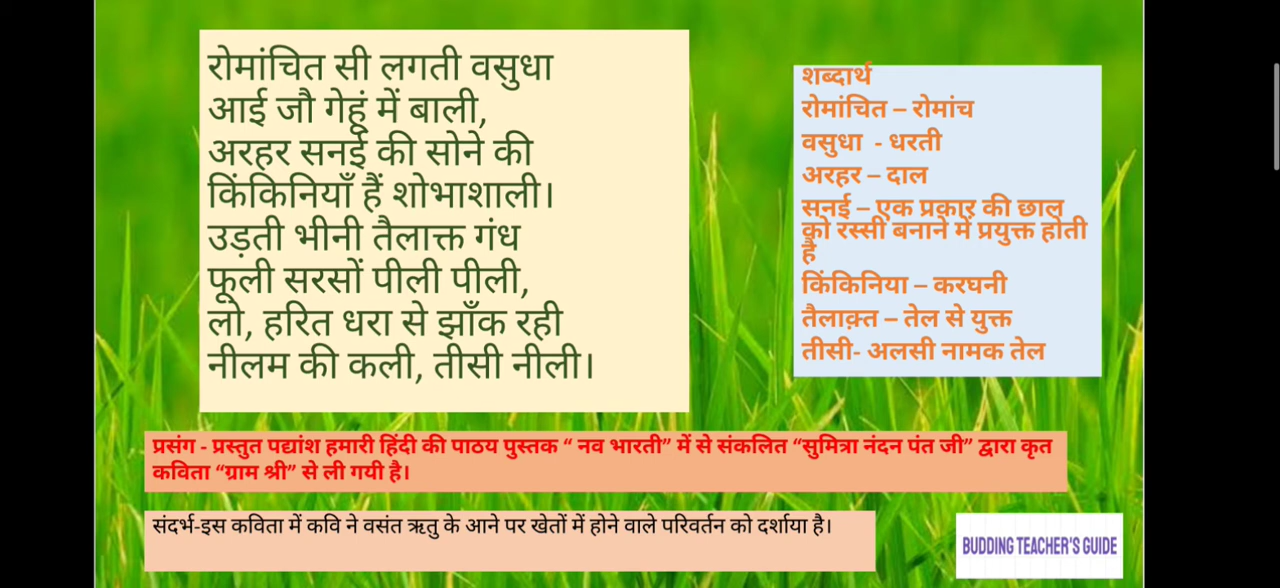 रोमांचित सी लगती वसुधा
आई जौ गेहूं में बाली,
अरहर सनई की सोने की
किंकिनियाँ हैं शोभाशाली।
उड़ती भीनी तैलाक्त गंध
फूली सरसों पीली पीली,
लो, हरित धरा से झाँक रही
नीलम की कली, तीसी नीली।
शब्दार्थ
रोमांचित – रोमांच
वसुधा - धरती
अरहर – दाल
सनई – एक प्रकार की छाल
को रस्सी बनाने में प्रयुक्त होती
है
किंकिनिया – करघनी
तैलाक़्त – तेल से युक्त
तीसी- अलसी नामक तेल
प्रसंग - प्रस्तुत पद्यांश हमारी हिंदी की पाठय पुस्तक “ नव भारती” में से संकलित “सुमित्रा नंदन पंत जी” द्वारा कृत
कविता “ग्राम श्री” से ली गयी है।
संदर्भ-इस कविता में कवि ने वसंत ऋतु के आने पर खेतों में होने वाले परिवर्तन को दर्शाया है।
BUDDING TEACHER'S GUIDE